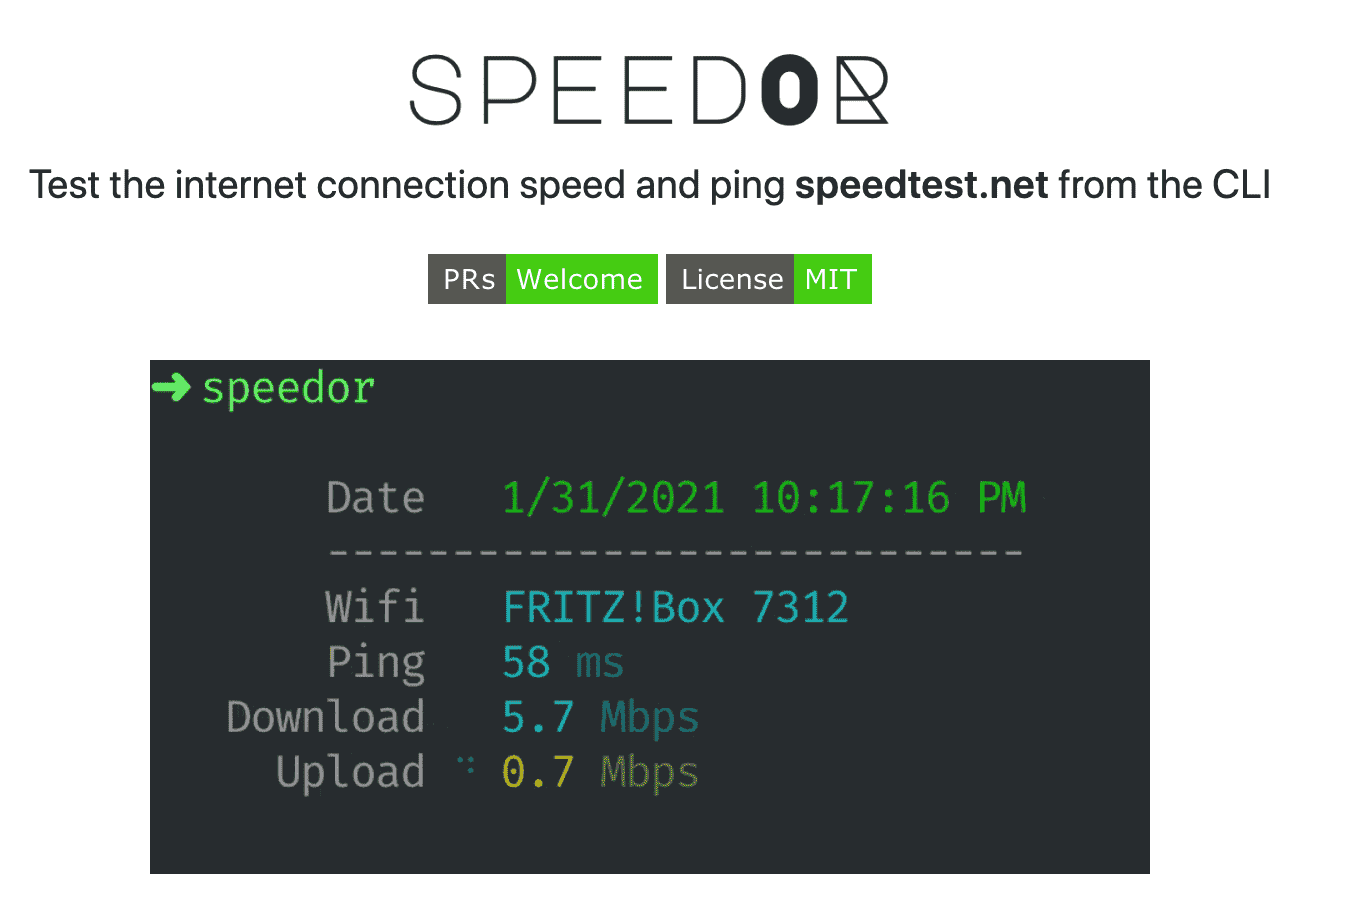 SPEEDOR
Test the internet connection speed and ping speedtest.net from the CLI
PRs Welcome License MIT
➜ speedor
Date 1/31/2021 10:17:16 PM
-----------------------------
Wifi FRITZ!Box 7312
Ping 58 ms
Download 5.7 Mbps
Upload 0.7 Mbps